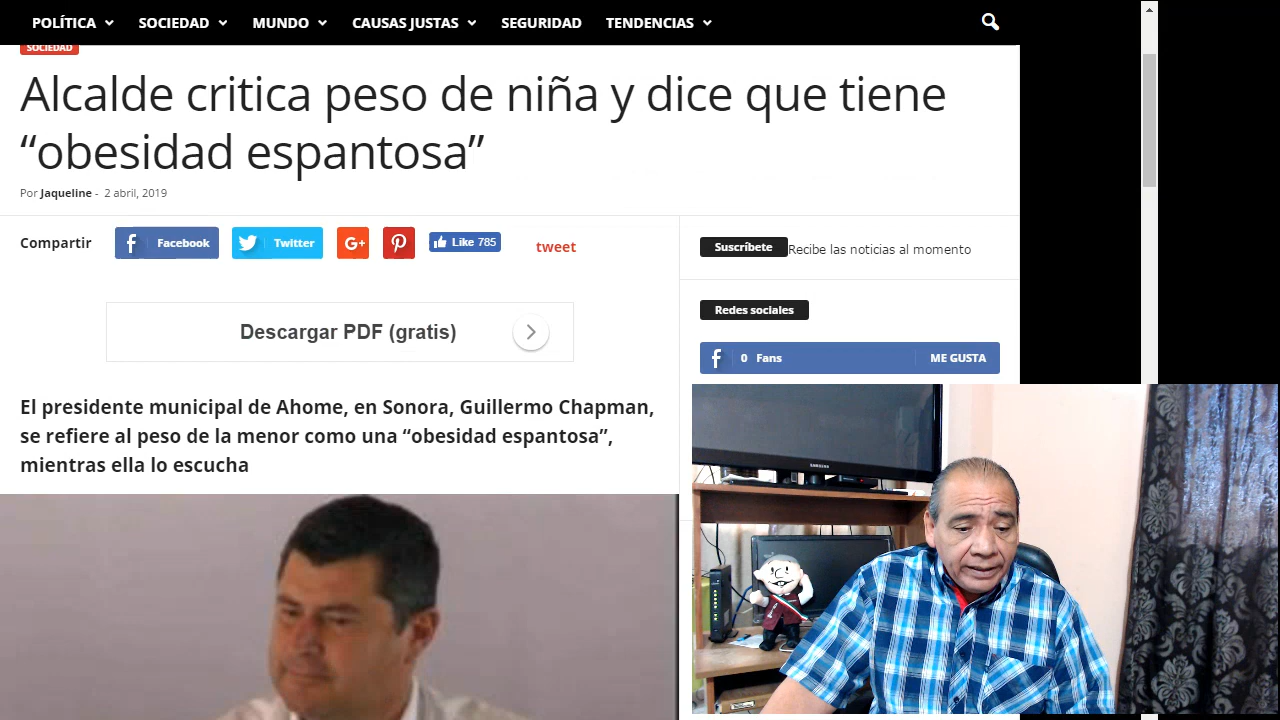 POLÍTICA SOCIEDAD MUNDO CAUSAS JUSTAS SEGURIDAD TENDENCIAS
SOCIEDAD
Alcalde critica peso de niña y dice que tiene
“obesidad espantosa”
Por Jaqueline - 2 abril, 2019
Compartir
Facebook
Twitter
G+
Like 785
tweet
Descargar PDF (gratis)
El presidente municipal de Ahome, en Sonora, Guillermo Chapman,
se refiere al peso de la menor como una “obesidad espantosa”,
mientras ella lo escucha
Suscríbete Recibe las noticias al momento
Redes sociales
0 Fans ME GUSTA
SAMSUNG